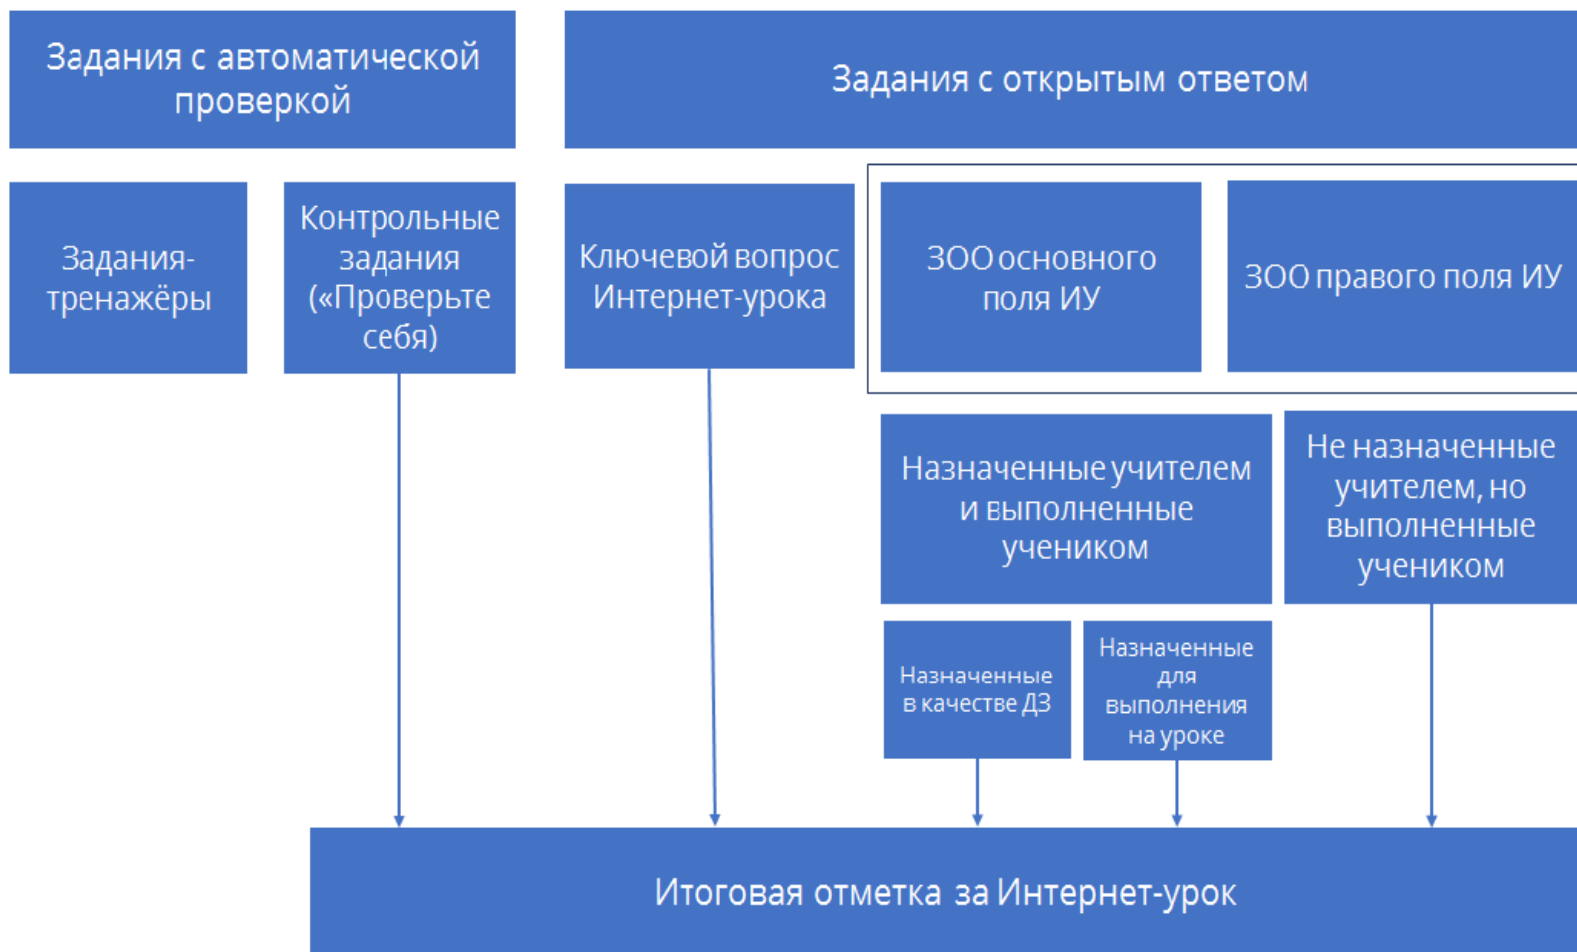 Задания с автоматической
проверкой
Задания с открытым ответом
Задания-
тренажёры
Контрольные
задания
(«Проверьте
себя)
Ключевой вопрос
Интернет-урока
ЗОО основного
поля ИУ
ЗОО правого поля ИУ
Назначенные учителем
и выполненные
учеником
Не назначенные
учителем, но
выполненные
учеником
Назначенные
в качестве ДЗ
Назначенные
для
выполнения
на уроке
Итоговая отметка за Интернет-урок